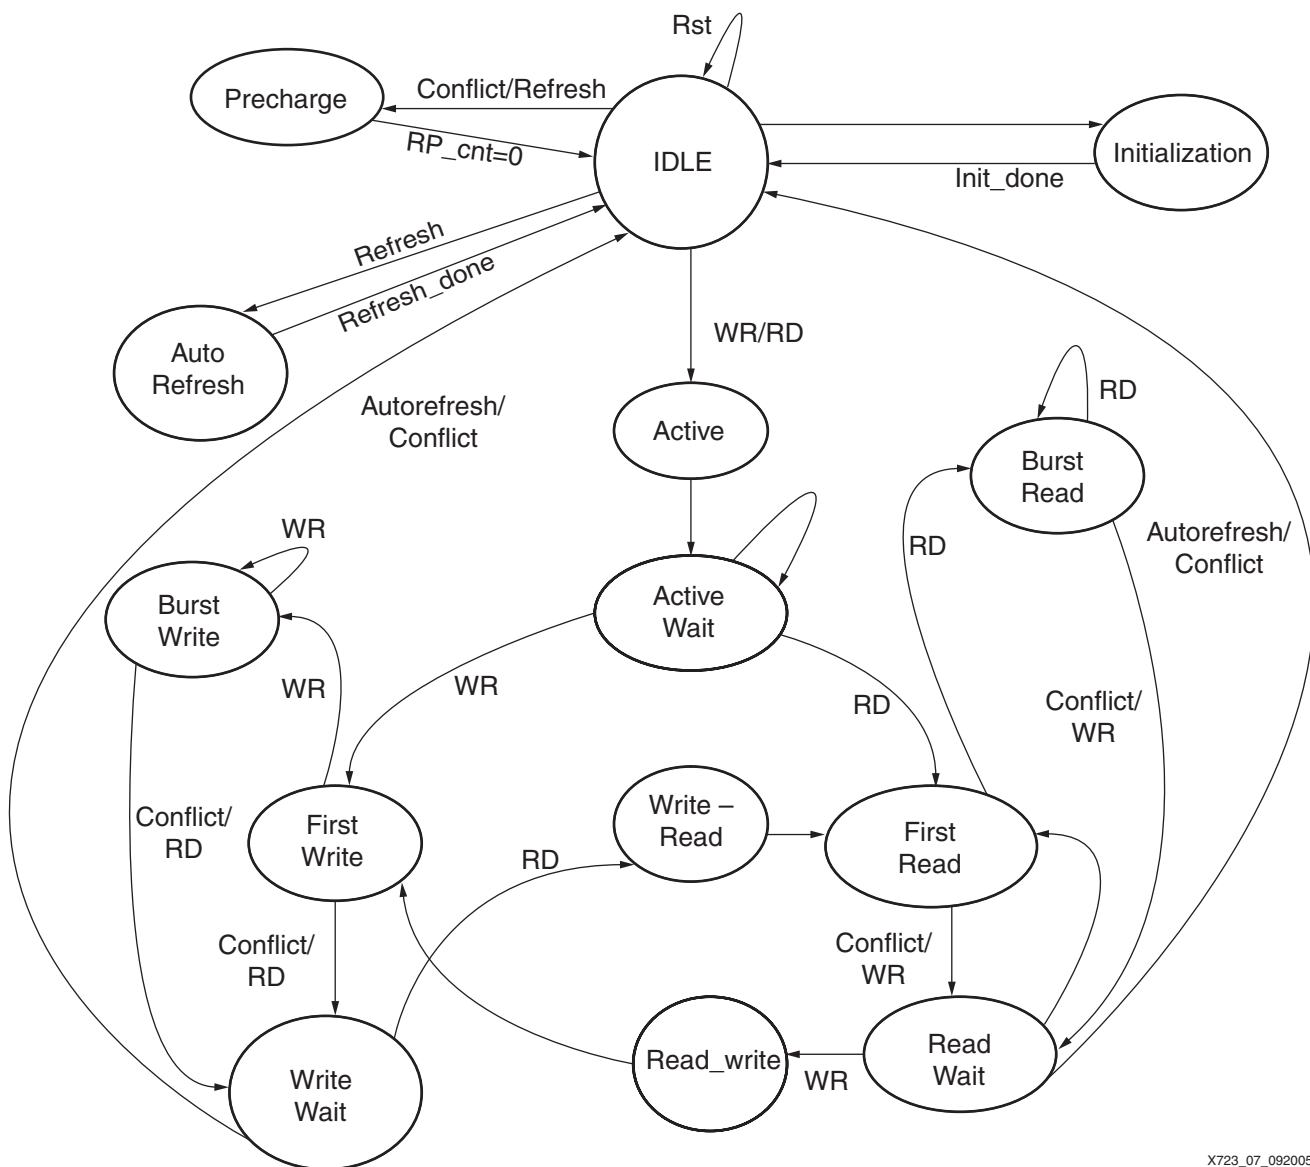 Rst
Conflict/Refresh
Precharge
RP_cnt=0
IDLE
Initialization
Init_done
Refresh
Refresh_done
WR/RD
Auto
Refresh
Autorefresh/
Conflict
Active
RD
Burst
Read
WR
RD
Autorefresh/
Conflict
Burst
Write
Active
Wait
WR
WR
RD
Conflict/
WR
Write –
Read
Conflict/
RD
First
Write
First
Read
RD
Conflict/
RD
Conflict/
WR
Read_write
Read
Wait
WR
Write
Wait
X723_07_092005